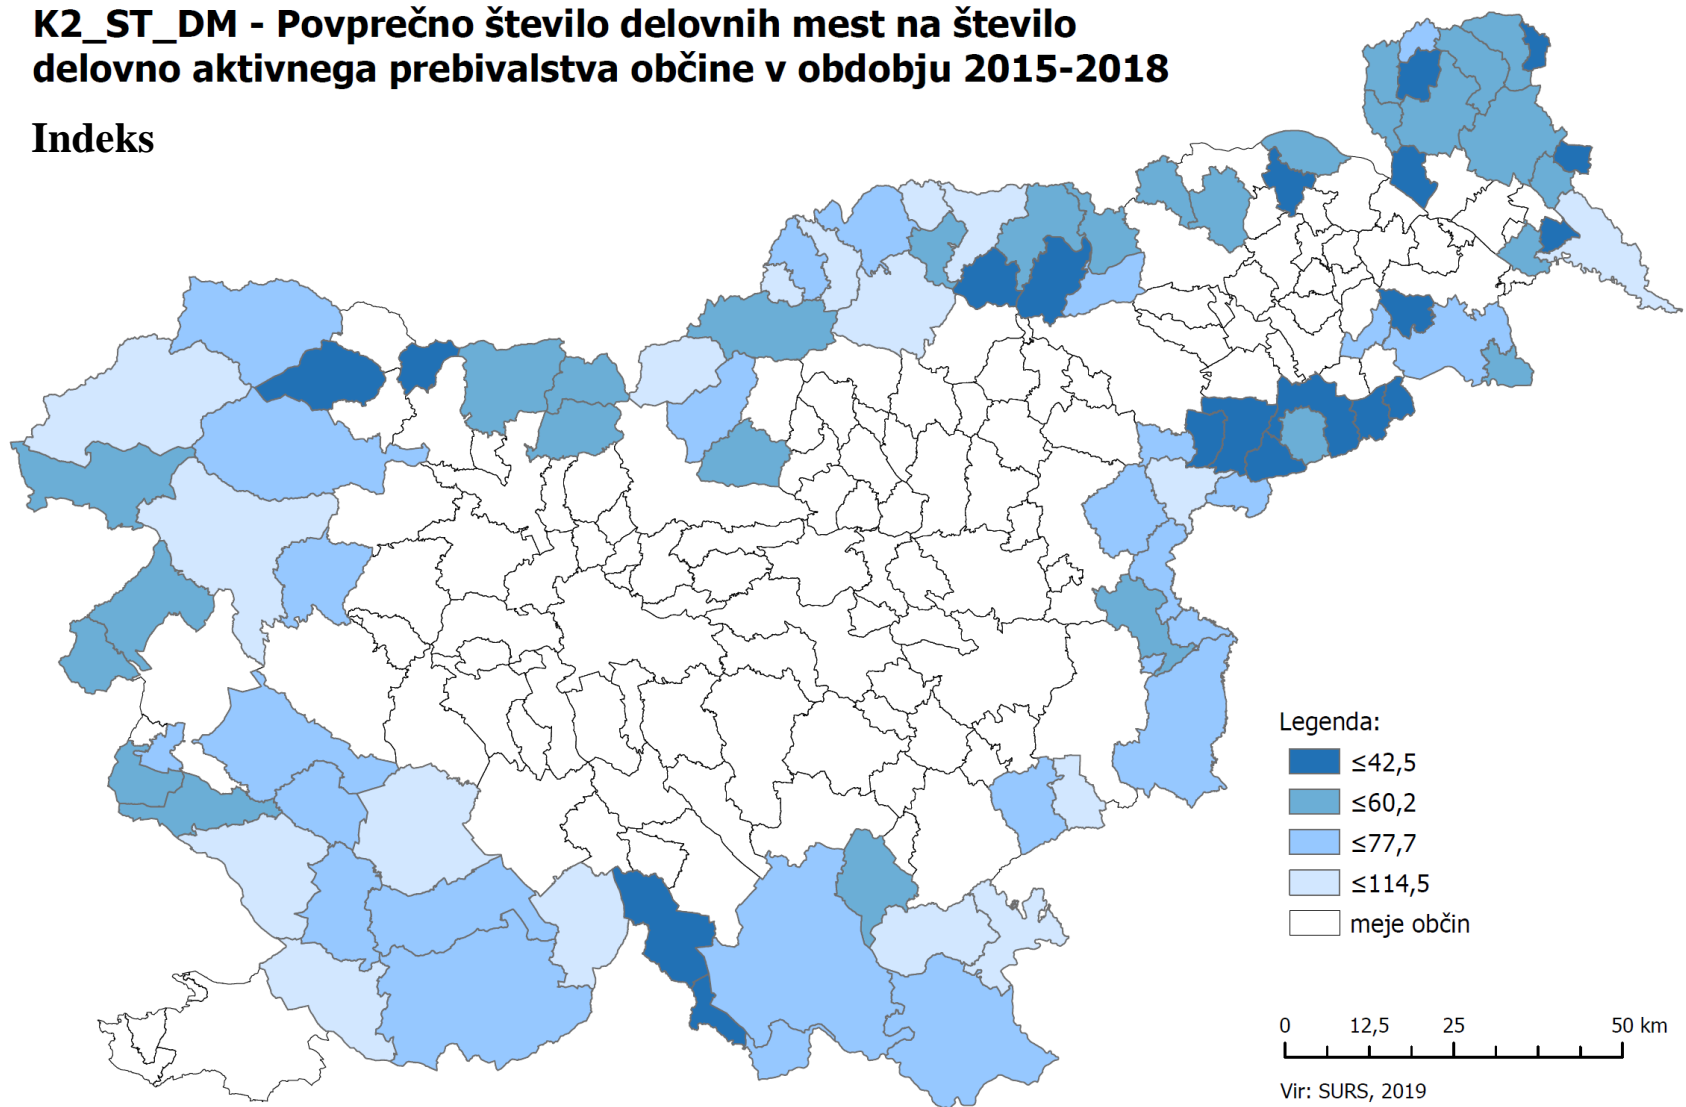 K2_ST_DM - Povprečno število delovnih mest na število
delovno aktivnega prebivalstva občine v obdobju 2015-2018
Indeks
Legenda:
≤42,5
≤60,2
≤77,7
≤114,5
meje občin
0 12,5 25 50 km
Vir: SURS, 2019